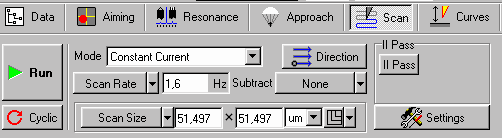 Data Aiming Resonance Approach Scan Curves
II Pass
Mode Constant Current Direction
II Pass
Run
Scan Rate 1,6 Hz Subtract None
Cyclic Scan Size 51,497 × 51,497 um Settings